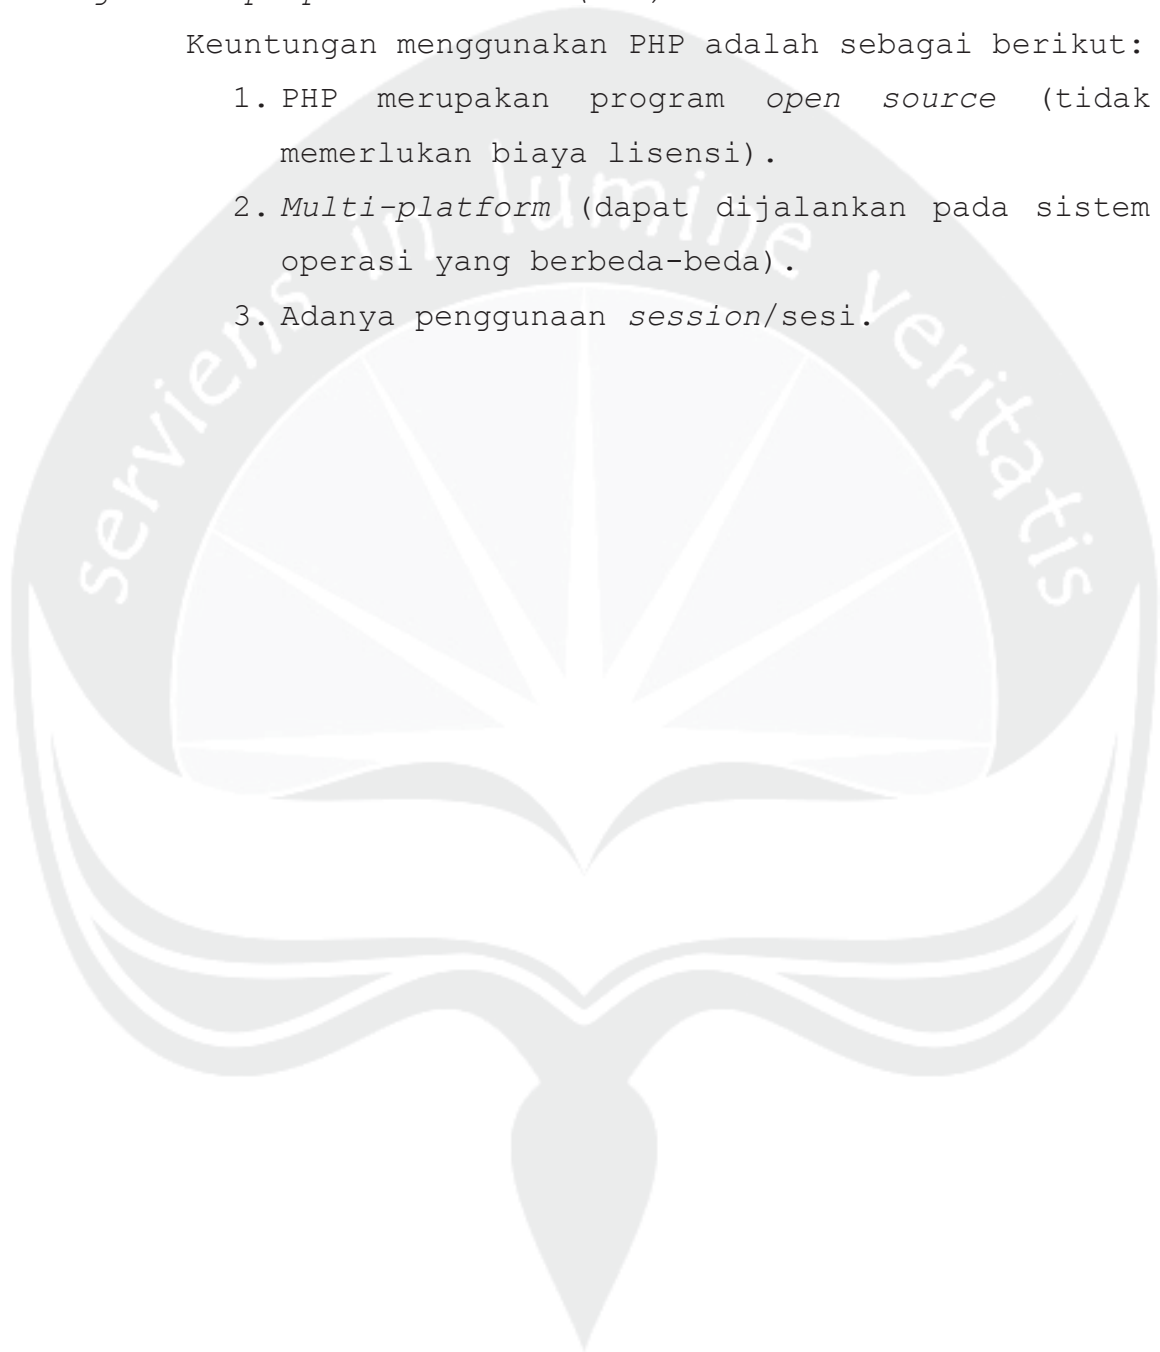 Keuntungan menggunakan PHP adalah sebagai berikut:
1. PHP merupakan program open source (tidak
memerlukan biaya lisensi).
2. Multi-platform (dapat dijalankan pada sistem
operasi yang berbeda-beda).
3. Adanya penggunaan session/sesi.
serviens in lumine veritatis